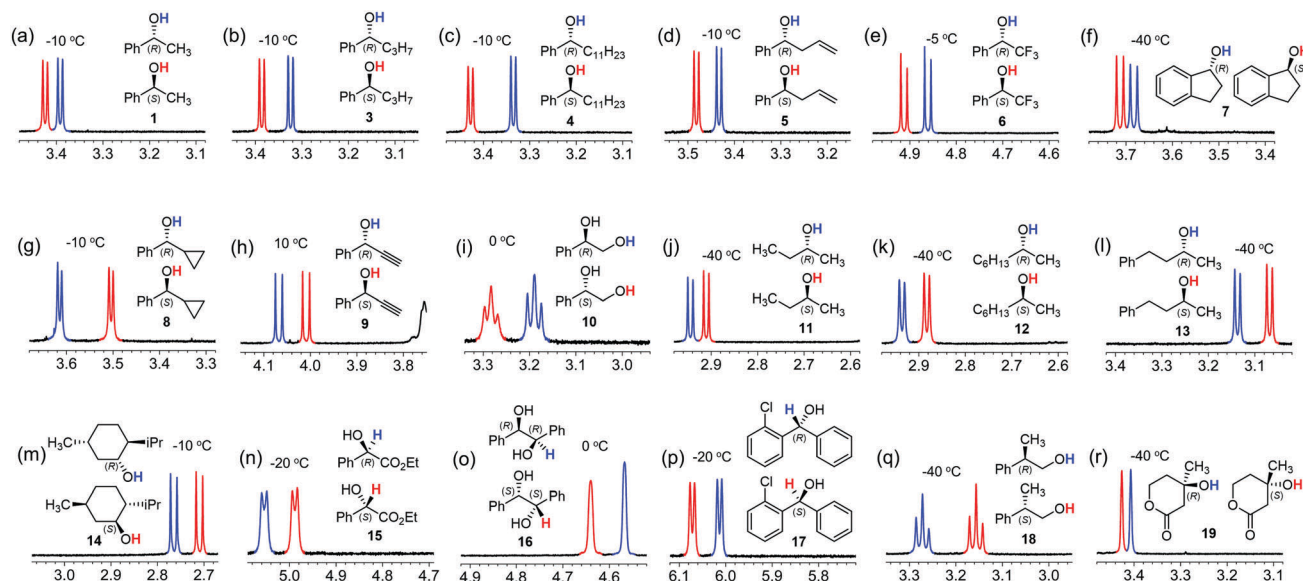 (a) -10 °C
OH
Ph (R) CH3
OH
Ph (S) CH3
1
3.4 3.3 3.2 3.1
(b) -10 °C
OH
Ph (R) C3H7
OH
Ph (S) C3H7
3
3.4 3.3 3.2 3.1
(c) -10 °C
OH
Ph (R) C11H23
OH
Ph (S) C11H23
4
3.4 3.3 3.2 3.1
(d) -10 °C
OH
Ph (R)
OH
Ph (S)
5
3.5 3.4 3.3 3.2
(e) -5 °C
OH
Ph (S) CF3
OH
Ph (R) CF3
6
4.9 4.8 4.7 4.6
(f) -40 °C
OH
(R)
(S)
7
3.7 3.6 3.5 3.4
(g) -10 °C
OH
Ph (R)
OH
Ph (S)
8
3.6 3.5 3.4 3.3
(h) 10 °C
OH
Ph (R)
OH
Ph (S)
9
4.1 4.0 3.9 3.8
(i) 0 °C
OH
Ph (R) OH
OH
Ph (S) OH
10
3.3 3.2 3.1 3.0
(j) -40 °C
OH
H3C (R) CH3
OH
H3C (S) CH3
11
2.9 2.8 2.7 2.6
(k) -40 °C
OH
C6H13 (R) CH3
OH
C6H13 (S) CH3
12
2.9 2.8 2.7 2.6
(l) -40 °C
OH
Ph (R) CH3
OH
Ph (S) CH3
13
3.4 3.3 3.2 3.1
(m) -10 °C
CH3 iPr
(R) OH
CH3 iPr
(S) OH
14
3.0 2.9 2.8 2.7
(n) -20 °C
HO H
Ph (R) CO2Et
HO H
Ph (S) CO2Et
15
5.0 4.9 4.8 4.7
(o) 0 °C
OH
(R) (R) Ph
Ph HO H
OH
(S) (S) Ph
Ph OH H
16
4.9 4.8 4.7 4.6
(p) -20 °C
Cl H OH
(R)
Cl H OH
(S)
17
6.1 6.0 5.9 5.8
(q) -40 °C
CH3
Ph (R) OH
CH3
Ph (S) OH
18
3.3 3.2 3.1 3.0
(r) -40 °C
CH3
OH
(R)
O
O
CH3
OH
(S)
O
O
19
3.4 3.3 3.2 3.1